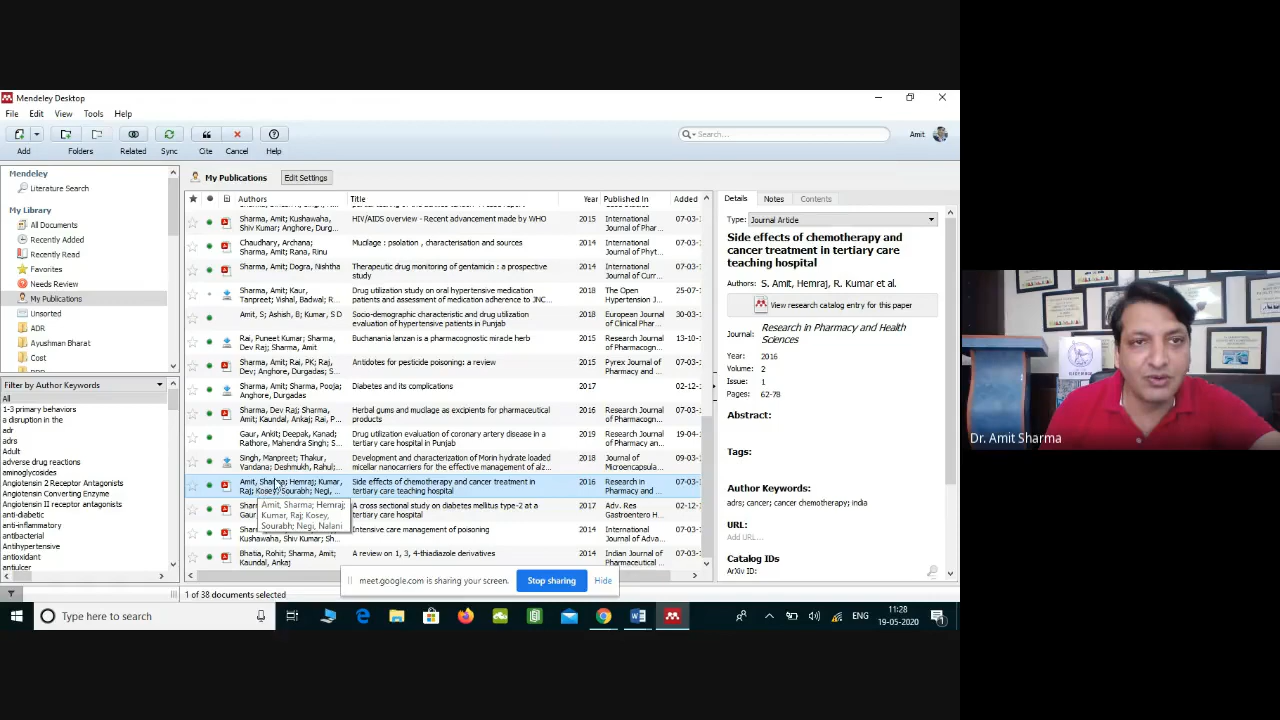 Mendeley Desktop
File Edit View Tools Help
Add Folders Related Sync Cite Cancel Help
Search...
Amit
Mendeley
Literature Search
My Library
All Documents
Recently Added
Recently Read
Favorites
Needs Review
My Publications
Unsorted
ADR
Ayushman Bharat
Cost
Filter by Author Keywords
All
1-3 primary behaviors
a disruption in the
adr
adrs
Adult
adverse drug reactions
aminoglycosides
Angiotensin 2 Receptor Antagonists
Angiotensin Converting Enzyme
Angiotensin II receptor antagonists
anti-diabetic
anti-inflammatory
antibacterial
Antihypertensive
antioxidant
antiulcer
My Publications Edit Settings
Authors Title Year Published In Added
Sharma, Amit; Kushawaha, HIV/AIDS overview - Recent advancement made by WHO 2015 International 07-03-1
Shiv Kumar; Anghore, Durg... Journal of Phar...
Chaudhary, Archana; Mucilage : psolation , characterisation and sources 2014 International 07-03-1
Sharma, Amit; Rana, Rinu Journal of Phyt...
Sharma, Amit; Dogra, Nishtha Therapeutic drug monitoring of gentamicin : a prospective 2014 International 07-03-1
study Journal of Curr...
Sharma, Amit; Kaur, Drug utilization study on oral hypertensive medication 2018 The Open 25-07-1
Tanpreet; Vishal, Badwal; R... patients and assessment of medication adherence to JNC... Hypertension J...
Amit, S; Ashish, B; Kumar, S D Socio-demographic characteristic and drug utilization 2018 European Journal 30-03-1
evaluation of hypertensive patients in Punjab of Clinical Phar...
Rai, Puneet Kumar; Sharma, Buchanania lanzan is a pharmacognostic miracle herb 2015 Research Journal 13-10-1
Dev Raj; Sharma, Amit of Pharmacogn...
Sharma, Amit; Rai, PK; Raj, Antidotes for pesticide poisoning: a review 2015 Pyrex Journal of 07-03-1
Dev; Anghore, Durgadas Pharmacy and...
Sharma, Amit; Sharma, Pooja; Diabetes and its complications 2017 02-12-1
Anghore, Durgadas
Sharma, Dev Raj; Sharma, Herbal gums and mucilage as excipients for pharmaceutical 2016 Research Journal 07-03-1
Amit; Kaundal, Ankaj; Rai, P... products of Pharmacogn...
Gaur, Ankit; Deepak, Kanad; Drug utilization evaluation of coronary artery disease in a 2019 19-04-1
Rathore, Mahendra Singh; S... tertiary care hospital in Punjab
Singh, Manpreet; Thakur, Development and characterization of Morin hydrate loaded 2018 Journal of 09-03-1
Vandana; Deshmukh, Rahul;... micellar nanocarriers for the effective management of alz... Microencapsula...
Amit, Sharma; Hemraj; Kumar, Side effects of chemotherapy and cancer treatment in 2016 Research in 07-03-1
Raj; Kosey, Sourabh; Negi, ... tertiary care teaching hospital Pharmacy and...
Amit, Sharma; Hemraj;
Kumar, Raj; Kosey,
Sourabh; Negi, Nalani
A cross sectional study on diabetes mellitus type-2 at a 2017 Adv. Res 02-12-1
tertiary care hospital Gastroentero H...
Intensive care management of poisoning 2014 International 07-03-1
Kushawaha, Shiv Kumar; Sh... Journal of Adva...
Bhatia, Rohit; Sharma, Amit; A review on 1, 3, 4-thiadiazole derivatives 2014 Indian Journal of 07-03-1
Kaundal, Ankaj Pharmaceutical...
1 of 38 documents selected
Details Notes Contents
Type: Journal Article
Side effects of chemotherapy and
cancer treatment in tertiary care
teaching hospital
Authors: S. Amit, Hemraj, R. Kumar et al.
View research catalog entry for this paper
Journal: Research in Pharmacy and Health
Sciences
Year: 2016
Volume: 2
Issue: 1
Pages: 62-78
Abstract:
Tags:
Author Keywords:
adrs; cancer; cancer chemotherapy; india
URL:
Add URL...
Catalog IDs
ArXiv ID:
meet.google.com is sharing your screen. Stop sharing Hide
Type here to search
ENG
11:28
19-05-2020
Dr. Amit Sharma